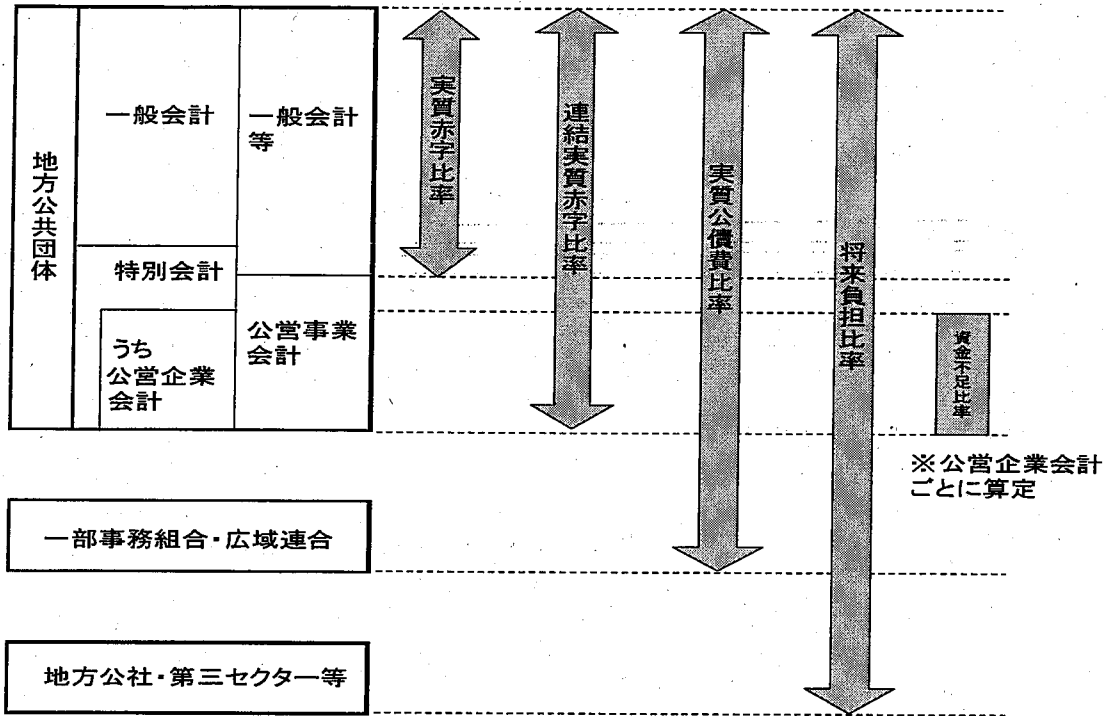 地方公共団体
一般会計
一般会計
等
特別会計
うち
公営企業
会計
公営事業
会計
実質赤字比率
連結実質赤字比率
実質公債費比率
将来負担比率
資金不足比率
※公営企業会計
ごとに算定
一部事務組合・広域連合
地方公社・第三セクター等